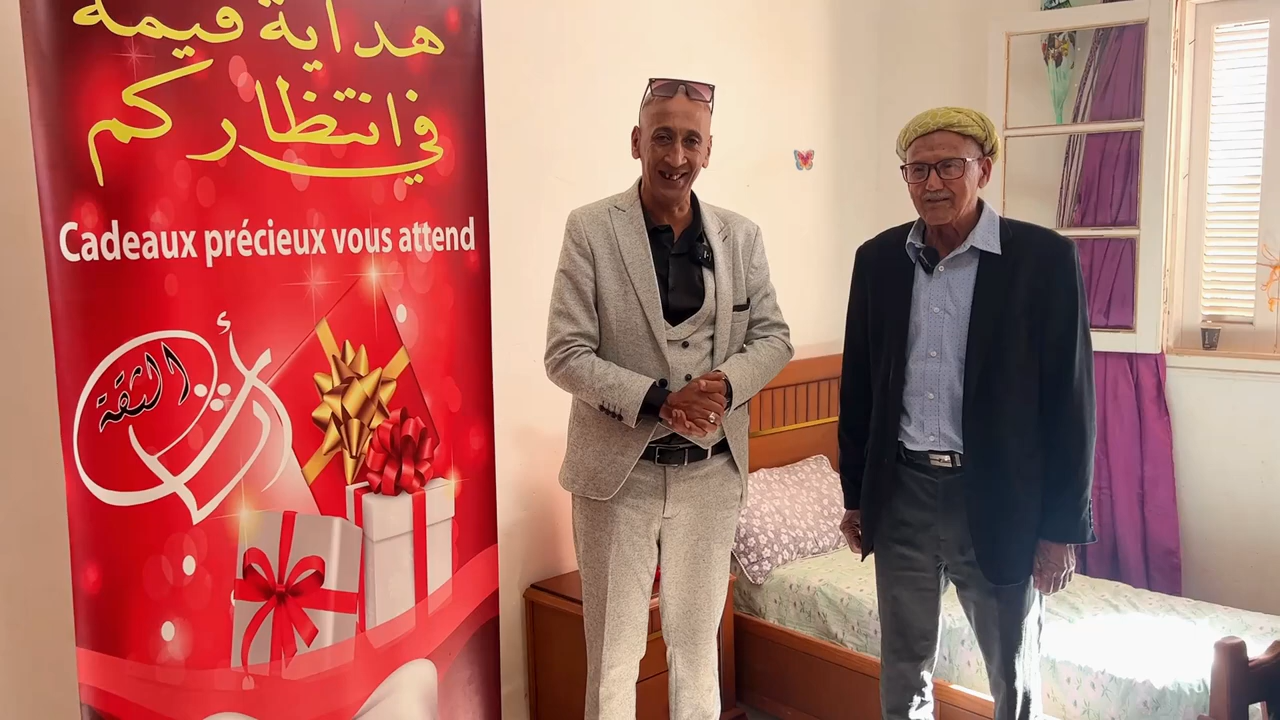 هداية قيمة
في انتظاركم
Cadeaux précieux vous attend
الثقة